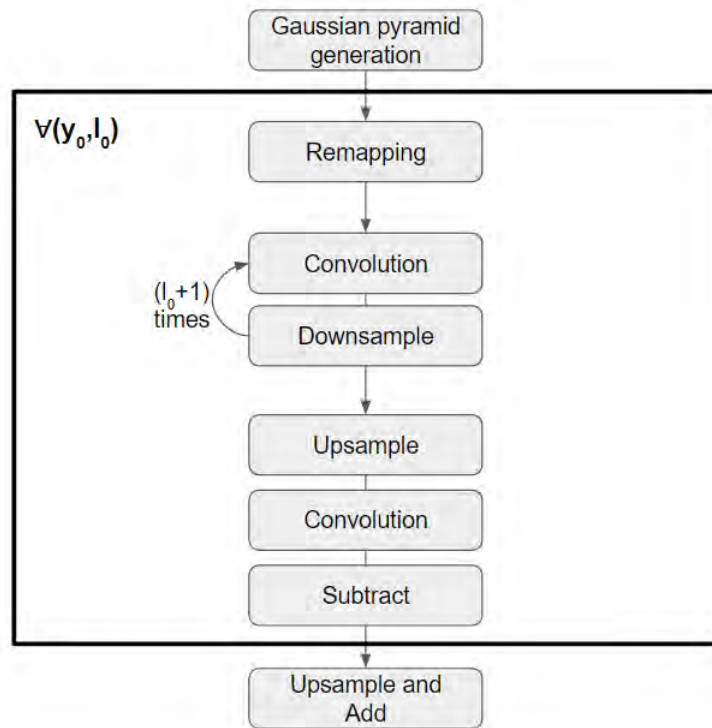 Gaussian pyramid
generation
∀(y₀,l₀)
Remapping
Convolution
(l₀+1)
times
Downsample
Upsample
Convolution
Subtract
Upsample and
Add